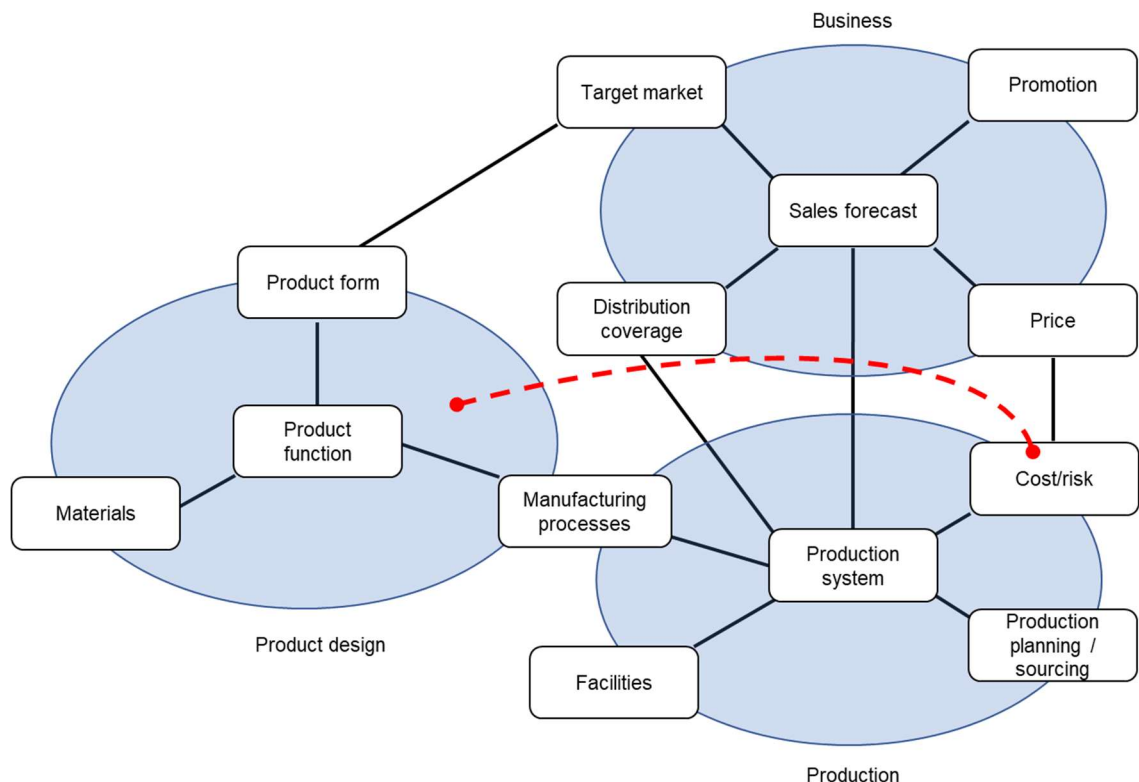 Business
Target market
Promotion
Sales forecast
Product form
Distribution
coverage
Price
Product
function
Cost/risk
Materials
Manufacturing
processes
Production
system
Product design
Production
planning /
sourcing
Facilities
Production